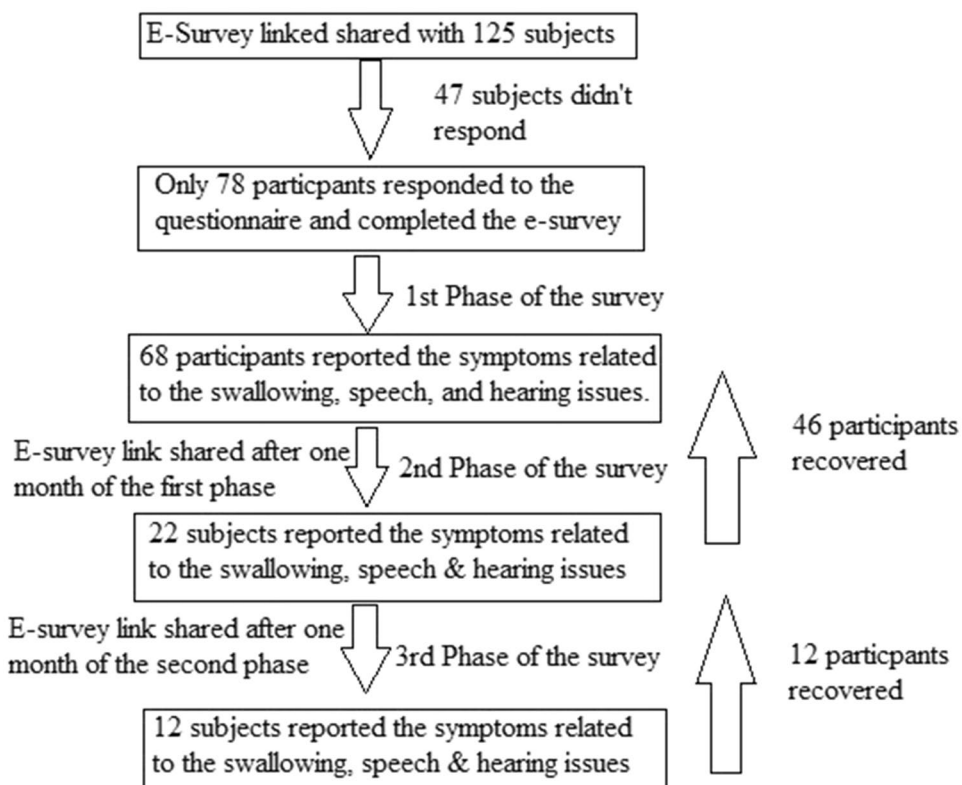 E-Survey linked shared with 125 subjects
47 subjects didn't
respond
Only 78 particpants responded to the
questionnaire and completed the e-survey
1st Phase of the survey
68 participants reported the symptoms related
to the swallowing, speech, and hearing issues.
46 participants
recovered
E-survey link shared after one
month of the first phase
2nd Phase of the survey
22 subjects reported the symptoms related
to the swallowing, speech & hearing issues
E-survey link shared after one
month of the second phase
3rd Phase of the survey
12 particpants
recovered
12 subjects reported the symptoms related
to the swallowing, speech & hearing issues